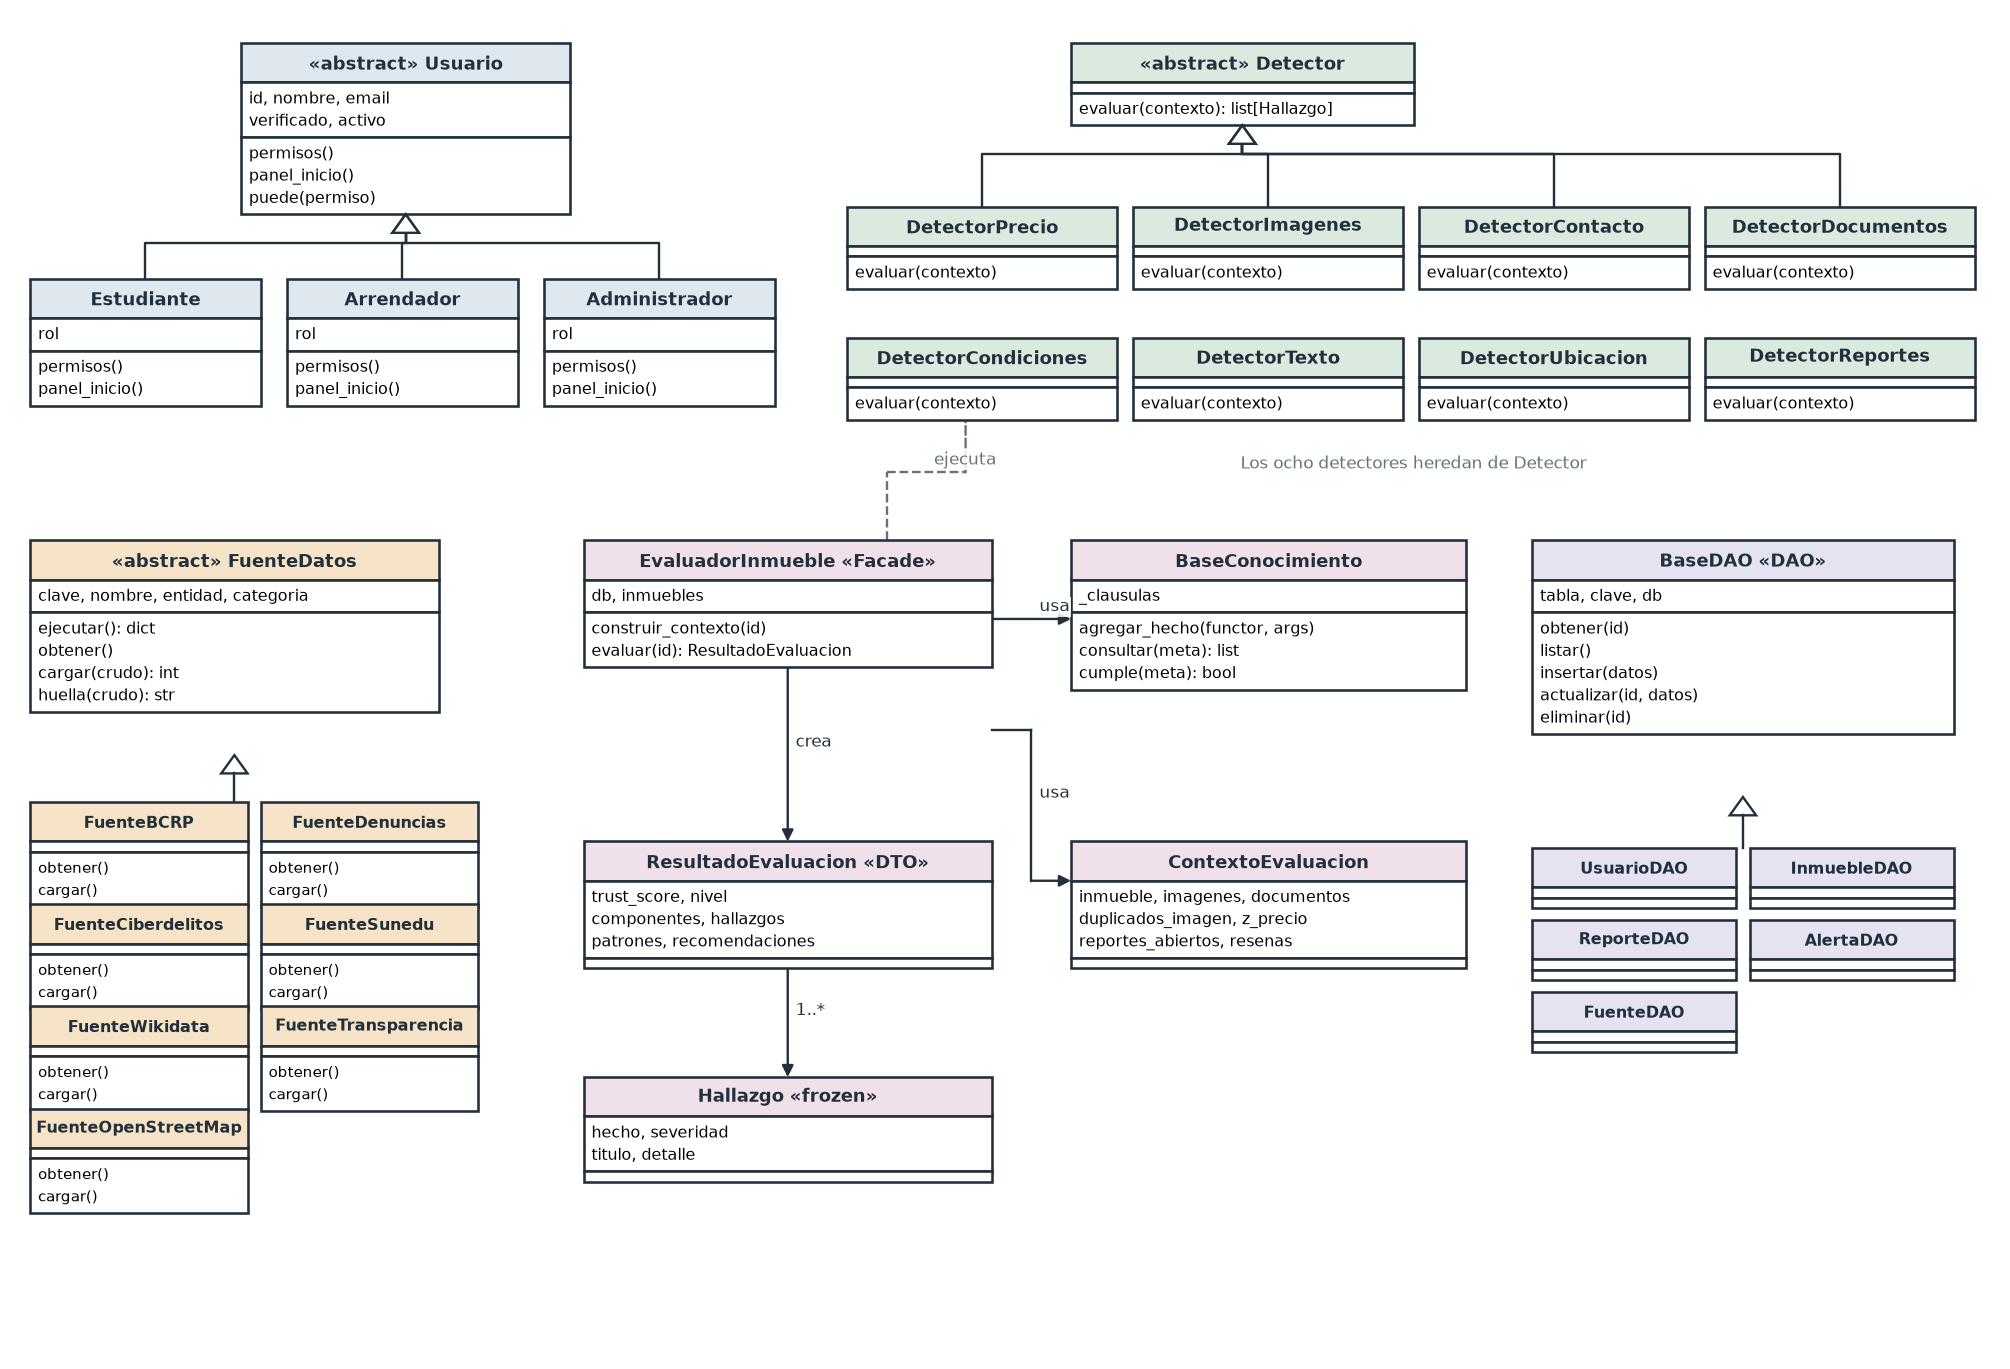 «abstract» Usuario
id, nombre, email
verificado, activo
permisos()
panel_inicio()
puede(permiso)
Estudiante
rol
permisos()
panel_inicio()
Arrendador
rol
permisos()
panel_inicio()
Administrador
rol
permisos()
panel_inicio()
«abstract» Detector
evaluar(contexto): list[Hallazgo]
DetectorPrecio
evaluar(contexto)
DetectorImagenes
evaluar(contexto)
DetectorContacto
evaluar(contexto)
DetectorDocumentos
evaluar(contexto)
DetectorCondiciones
evaluar(contexto)
DetectorTexto
evaluar(contexto)
DetectorUbicacion
evaluar(contexto)
DetectorReportes
evaluar(contexto)
ejecuta
Los ocho detectores heredan de Detector
«abstract» FuenteDatos
clave, nombre, entidad, categoria
ejecutar(): dict
obtener()
cargar(crudo): int
huella(crudo): str
FuenteBCRP
obtener()
cargar()
FuenteDenuncias
obtener()
cargar()
FuenteCiberdelitos
obtener()
cargar()
FuenteSunedu
obtener()
cargar()
FuenteWikidata
obtener()
cargar()
FuenteTransparencia
obtener()
cargar()
FuenteOpenStreetMap
obtener()
cargar()
EvaluadorInmueble «Facade»
db, inmuebles
construir_contexto(id)
evaluar(id): ResultadoEvaluacion
usa
BaseConocimiento
_clausulas
agregar_hecho(functor, args)
consultar(meta): list
cumple(meta): bool
crea
usa
ResultadoEvaluacion «DTO»
trust_score, nivel
componentes, hallazgos
patrones, recomendaciones
ContextoEvaluacion
inmueble, imagenes, documentos
duplicados_imagen, z_precio
reportes_abiertos, resenas
1..*
Hallazgo «frozen»
hecho, severidad
titulo, detalle
BaseDAO «DAO»
tabla, clave, db
obtener(id)
listar()
insertar(datos)
actualizar(id, datos)
eliminar(id)
UsuarioDAO
InmuebleDAO
ReporteDAO
AlertaDAO
FuenteDAO